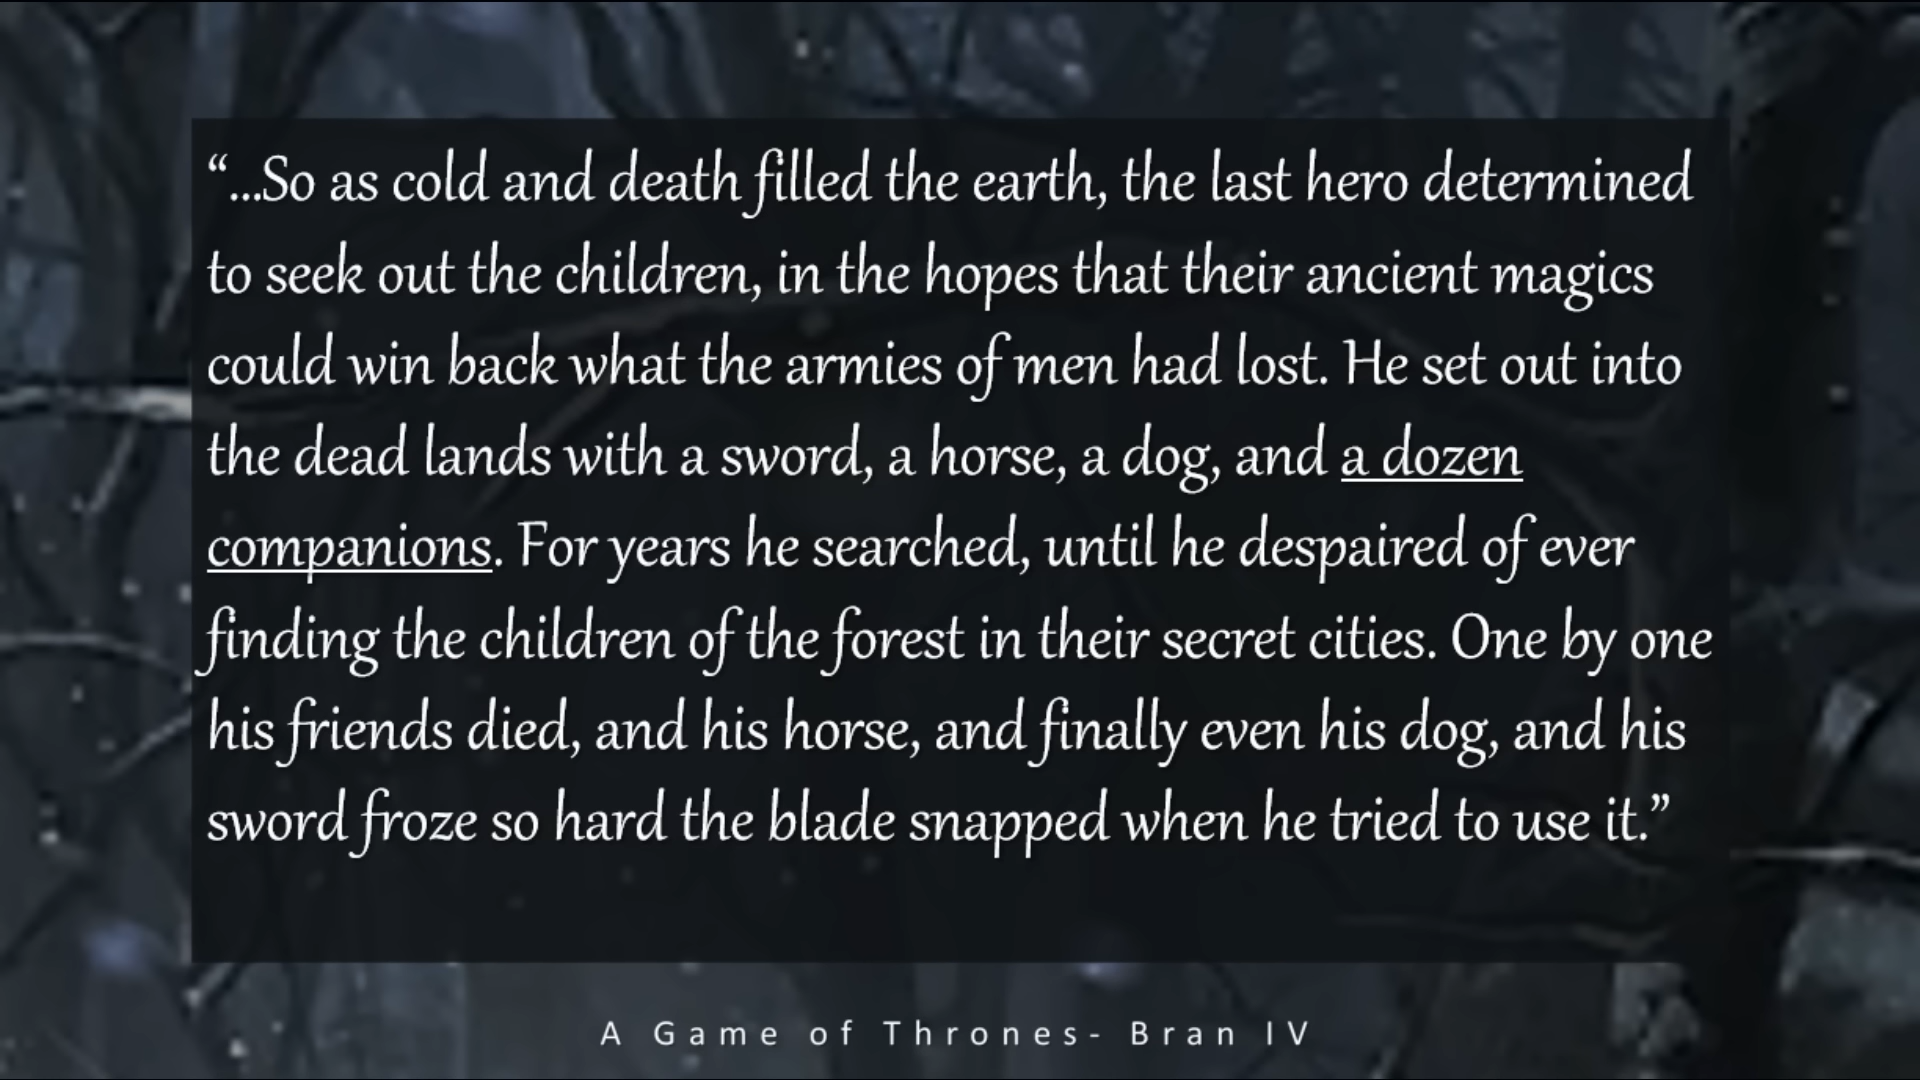 “...So as cold and death filled the earth, the last hero determined
to seek out the children, in the hopes that their ancient magics
could win back what the armies of men had lost. He set out into
the dead lands with a sword, a horse, a dog, and a dozen
companions. For years he searched, until he despaired of ever
finding the children of the forest in their secret cities. One by one
his friends died, and his horse, and finally even his dog, and his
sword froze so hard the blade snapped when he tried to use it.”
A Game of Thrones- Bran IV